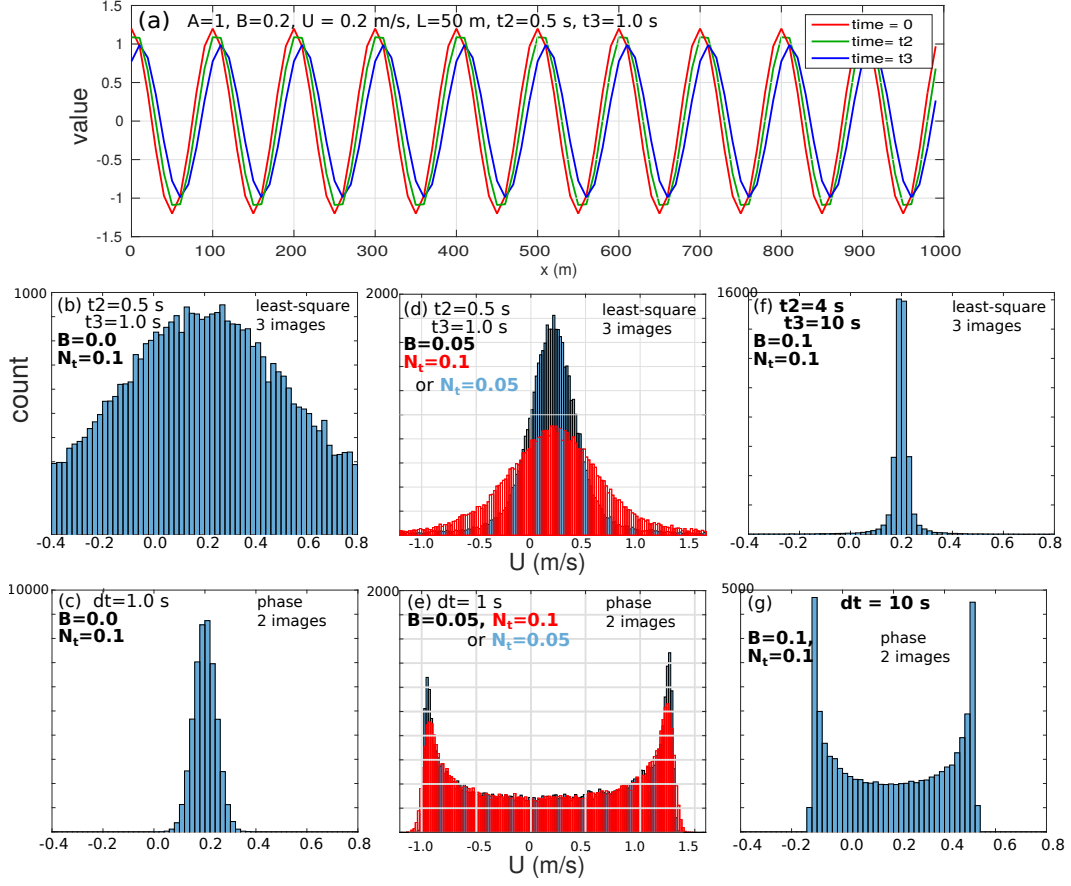 (a) A=1, B=0.2, U = 0.2 m/s, L=50 m, t2=0.5 s, t3=1.0 s
time = 0
time= t2
time= t3
1.5
1
0.5
0
-0.5
-1
-1.5
value
0 100 200 300 400 500 600 700 800 900 1000
x (m)
1000
(b) t2=0.5 s
t3=1.0 s
B=0.0
N_t=0.1
least-square
3 images
count
-0.4 -0.2 0.0 0.2 0.4 0.6 0.8
2000
(d) t2=0.5 s
t3=1.0 s
B=0.05
N_t=0.1
or N_t=0.05
least-square
3 images
-1.0 -0.5 0.0 0.5 1.0 1.5
U (m/s)
16000
(f) t2=4 s
t3=10 s
B=0.1
N_t=0.1
least-square
3 images
-0.4 -0.2 0.0 0.2 0.4 0.6 0.8
10000
(c) dt=1.0 s
B=0.0
N_t=0.1
phase
2 images
-0.4 -0.2 0.0 0.2 0.4 0.6 0.8
2000
(e) dt= 1 s
B=0.05, N_t=0.1
or N_t=0.05
phase
2 images
-1.0 -0.5 0.0 0.5 1.0 1.5
U (m/s)
5000
(g) dt = 10 s
B=0.1,
N_t=0.1
phase
2 images
-0.4 -0.2 0.0 0.2 0.4 0.6 0.8